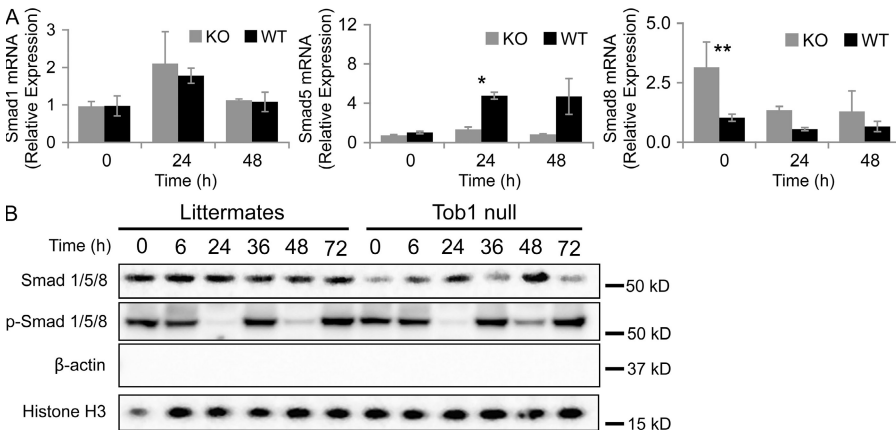 A
Smad1 mRNA
(Relative Expression)
3
2
1
0
KO WT
0 24 48
Time (h)
Smad5 mRNA
(Relative Expression)
12
8
4
0
KO WT
*
0 24 48
Time (h)
Smad8 mRNA
(Relative Expression)
5.0
2.5
0.0
KO WT
**
0 24 48
Time (h)
B
Littermates Tob1 null
Time (h) 0 6 24 36 48 72 0 6 24 36 48 72
Smad 1/5/8 50 kD
p-Smad 1/5/8 50 kD
β-actin 37 kD
Histone H3 15 kD